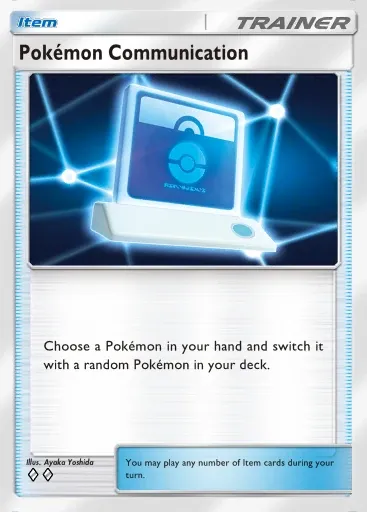 Item
TRAINER
Pokémon Communication
Choose a Pokémon in your hand and switch it
with a random Pokémon in your deck.
Illus. Ayaka Yoshida
You may play any number of Item cards during your
turn.